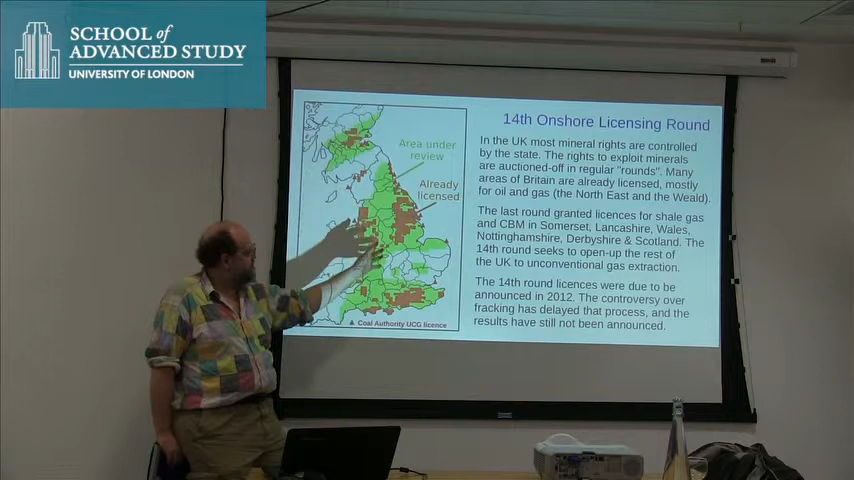 SCHOOL of
ADVANCED STUDY
UNIVERSITY OF LONDON
14th Onshore Licensing Round
Area under
review
Already
licensed
▲ Coal Authority UCG licence
In the UK most mineral rights are controlled
by the state. The rights to exploit minerals
are auctioned-off in regular "rounds". Many
areas of Britain are already licensed, mostly
for oil and gas (the North East and the Weald).
The last round granted licences for shale gas
and CBM in Somerset, Lancashire, Wales,
Nottinghamshire, Derbyshire & Scotland. The
14th round seeks to open-up the rest of
the UK to unconventional gas extraction.
The 14th round licences were due to be
announced in 2012. The controversy over
fracking has delayed that process, and the
results have still not been announced.